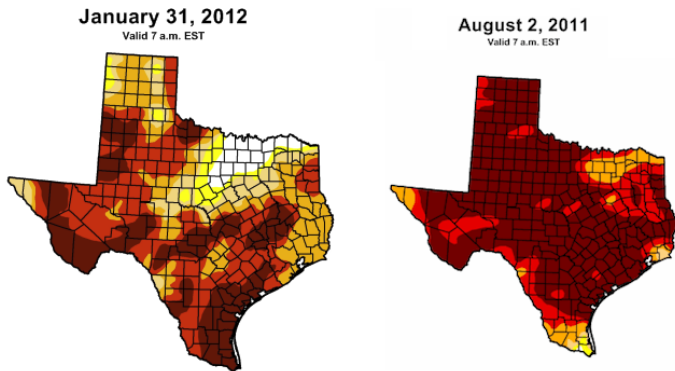 January 31, 2012
Valid 7 a.m. EST
August 2, 2011
Valid 7 a.m. EST